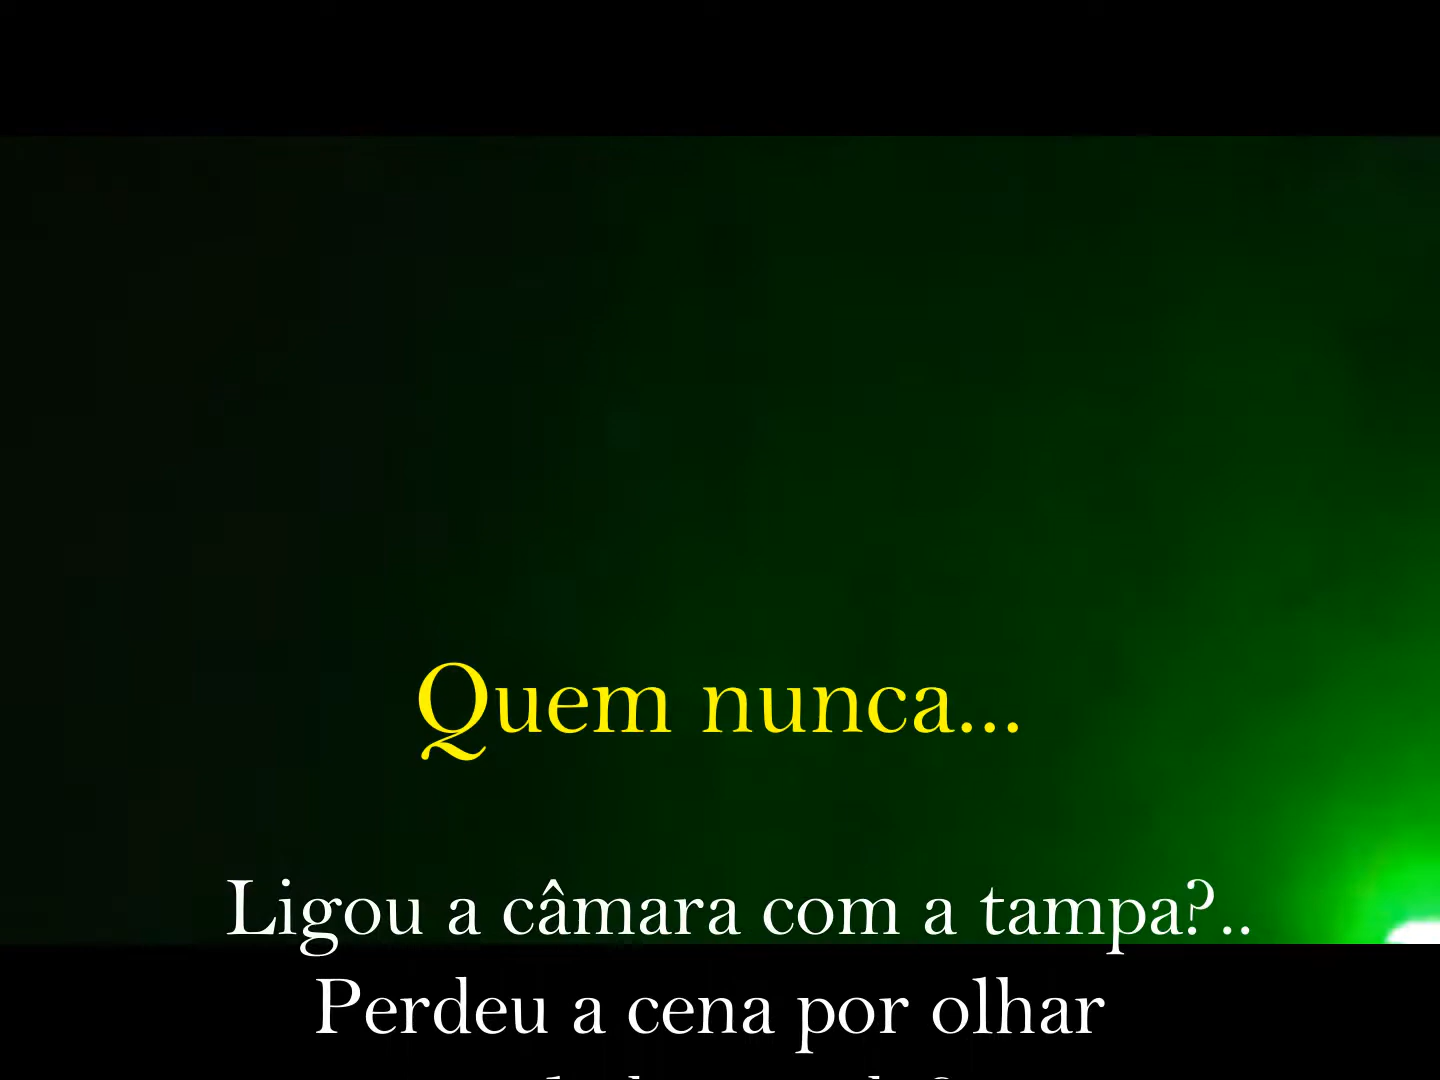 Quem nunca...
Ligou a câmara com a tampa?..
Perdeu a cena por olhar